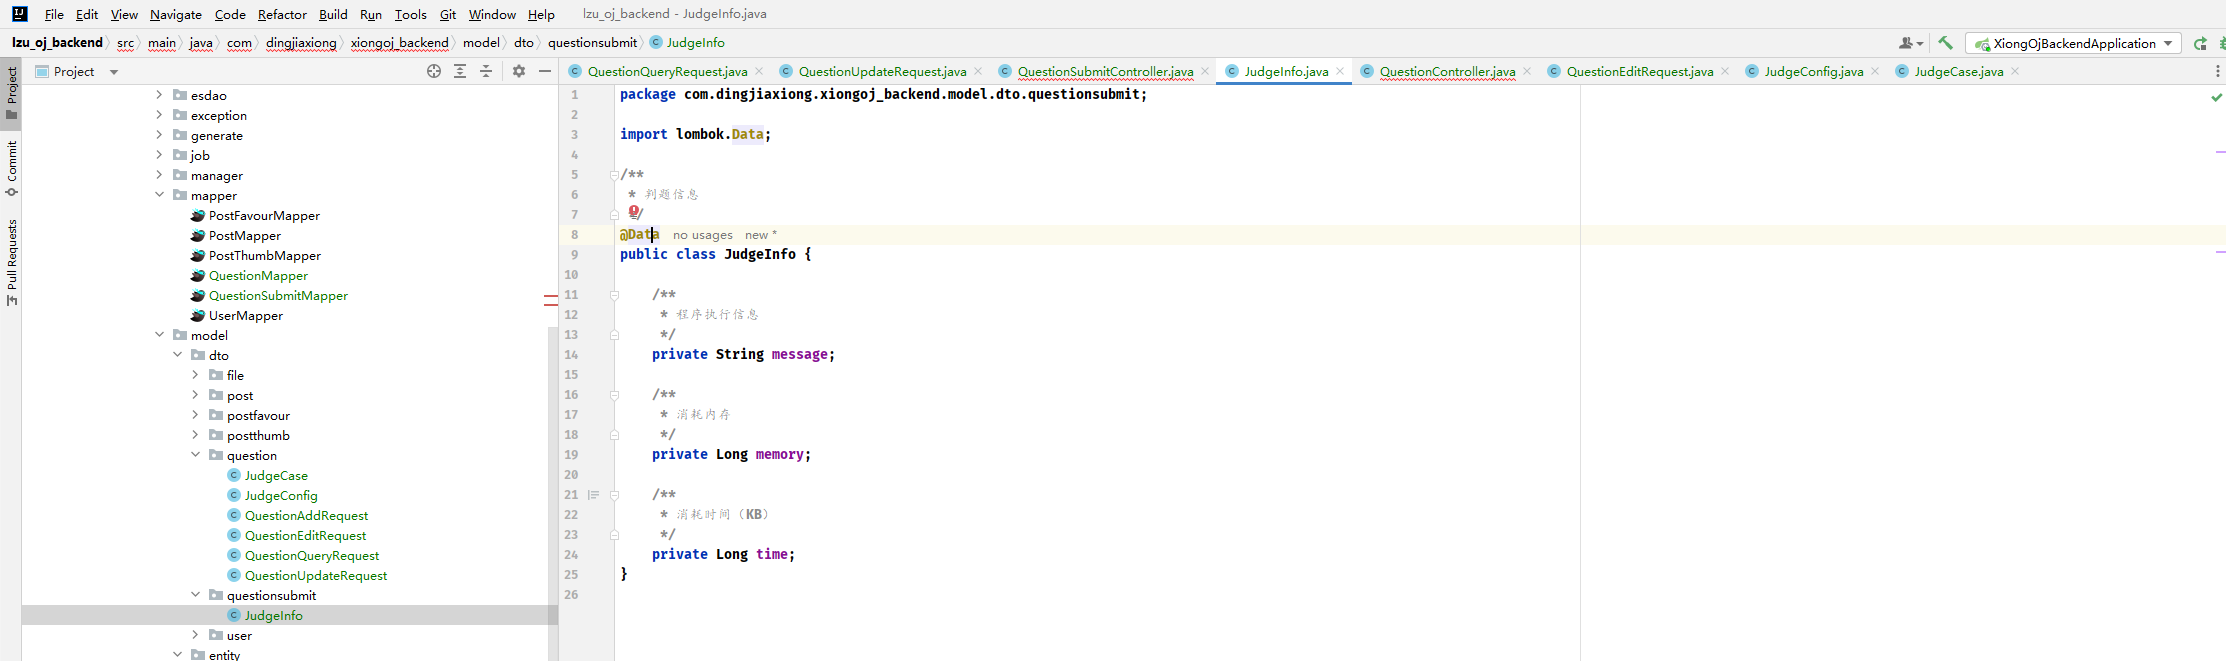 File Edit View Navigate Code Refactor Build Run Tools Git Window Help lzu_oj_backend - JudgeInfo.java
lzu_oj_backend src main java com dingjiaxiong xiongoj_backend model dto questionsubmit JudgeInfo
XiongOjBackendApplication
Project
Commit
Pull Requests
Project
QuestionQueryRequest.java QuestionUpdateRequest.java QuestionSubmitController.java JudgeInfo.java QuestionController.java QuestionEditRequest.java JudgeConfig.java JudgeCase.java
esdao
exception
generate
job
manager
mapper
PostFavourMapper
PostMapper
PostThumbMapper
QuestionMapper
QuestionSubmitMapper
UserMapper
model
dto
file
post
postfavour
postthumb
question
JudgeCase
JudgeConfig
QuestionAddRequest
QuestionEditRequest
QuestionQueryRequest
QuestionUpdateRequest
questionsubmit
JudgeInfo
user
entity
1 package com.dingjiaxiong.xiongoj_backend.model.dto.questionsubmit;
2
3 import lombok.Data;
4
5 /**
6 * 判题信息
7 */
8 @Data no usages new *
9 public class JudgeInfo {
10
11 /**
12 * 程序执行信息
13 */
14 private String message;
15
16 /**
17 * 消耗内存
18 */
19 private Long memory;
20
21 /**
22 * 消耗时间（KB）
23 */
24 private Long time;
25 }
26